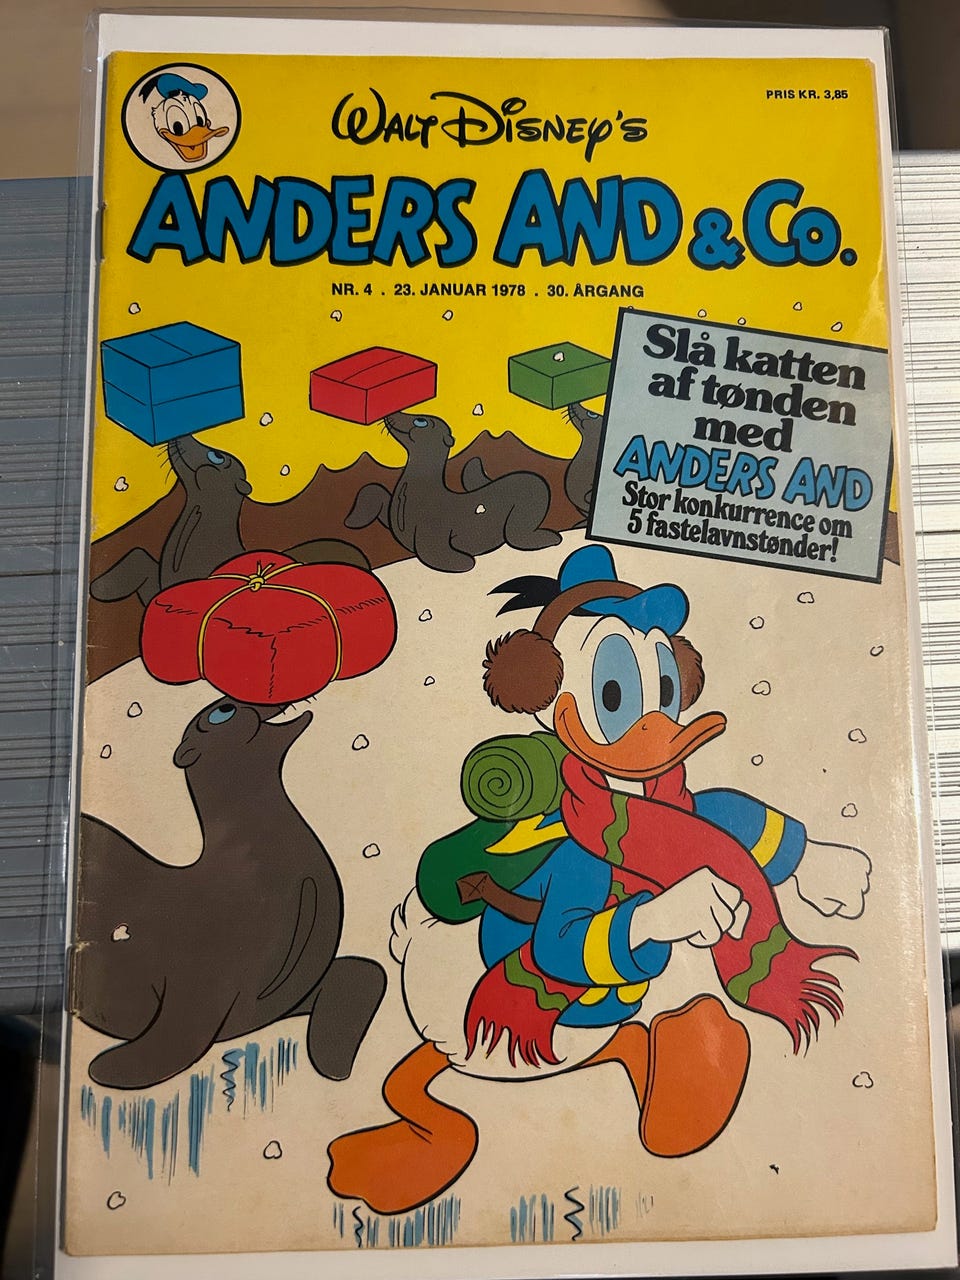 PRIS KR. 3,85
WALT DISNEY'S
ANDERS AND & CO.
NR. 4 . 23. JANUAR 1978 . 30. ÅRGANG
Slå katten
af tønden
med
ANDERS AND
Stor konkurrence om
5 fastelavnstønder!